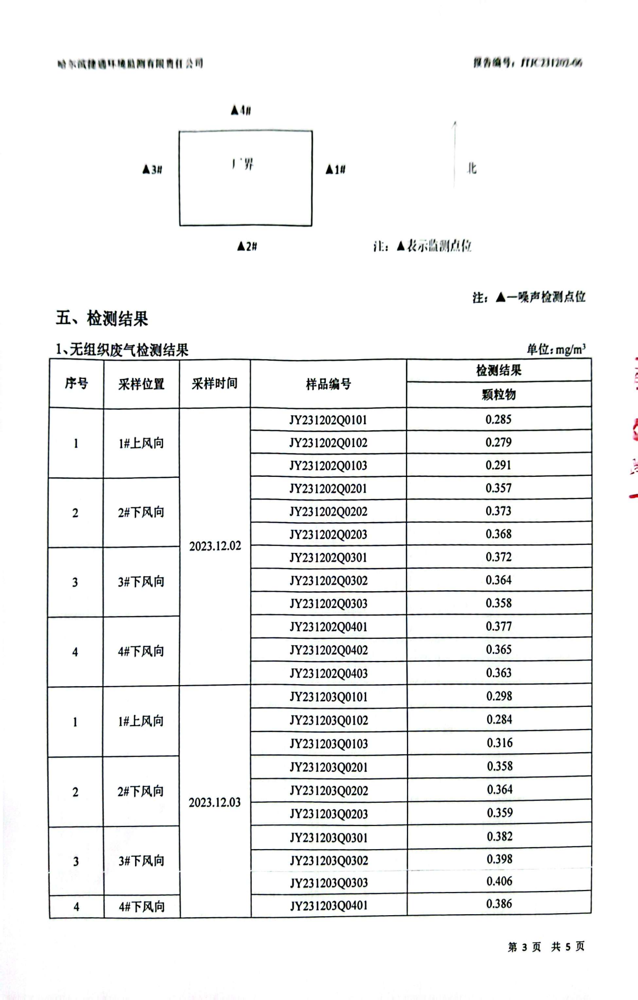 哈尔滨捷通环境监测有限责任公司 报告编号：
▲4#
厂界
▲3# ▲1# 北
▲2# 注：▲表示监测点位
注：▲—噪声检测点位
五、检测结果
1、无组织废气检测结果 单位：mg/m³
序号 采样位置 采样时间 样品编号 检测结果
颗粒物
1 1#上风向 2023.12.02 JY231202Q0101 0.285
JY231202Q0102 0.279
JY231202Q0103 0.291
2 2#下风向 JY231202Q0201 0.357
JY231202Q0202 0.373
JY231202Q0203 0.368
3 3#下风向 JY231202Q0301 0.372
JY231202Q0302 0.364
JY231202Q0303 0.358
4 4#下风向 JY231202Q0401 0.377
JY231202Q0402 0.365
JY231202Q0403 0.363
1 1#上风向 2023.12.03 JY231203Q0101 0.298
JY231203Q0102 0.284
JY231203Q0103 0.316
2 2#下风向 JY231203Q0201 0.358
JY231203Q0202 0.364
JY231203Q0203 0.359
3 3#下风向 JY231203Q0301 0.382
JY231203Q0302 0.398
JY231203Q0303 0.406
4 4#下风向 JY231203Q0401 0.386
第 3 页 共 5 页